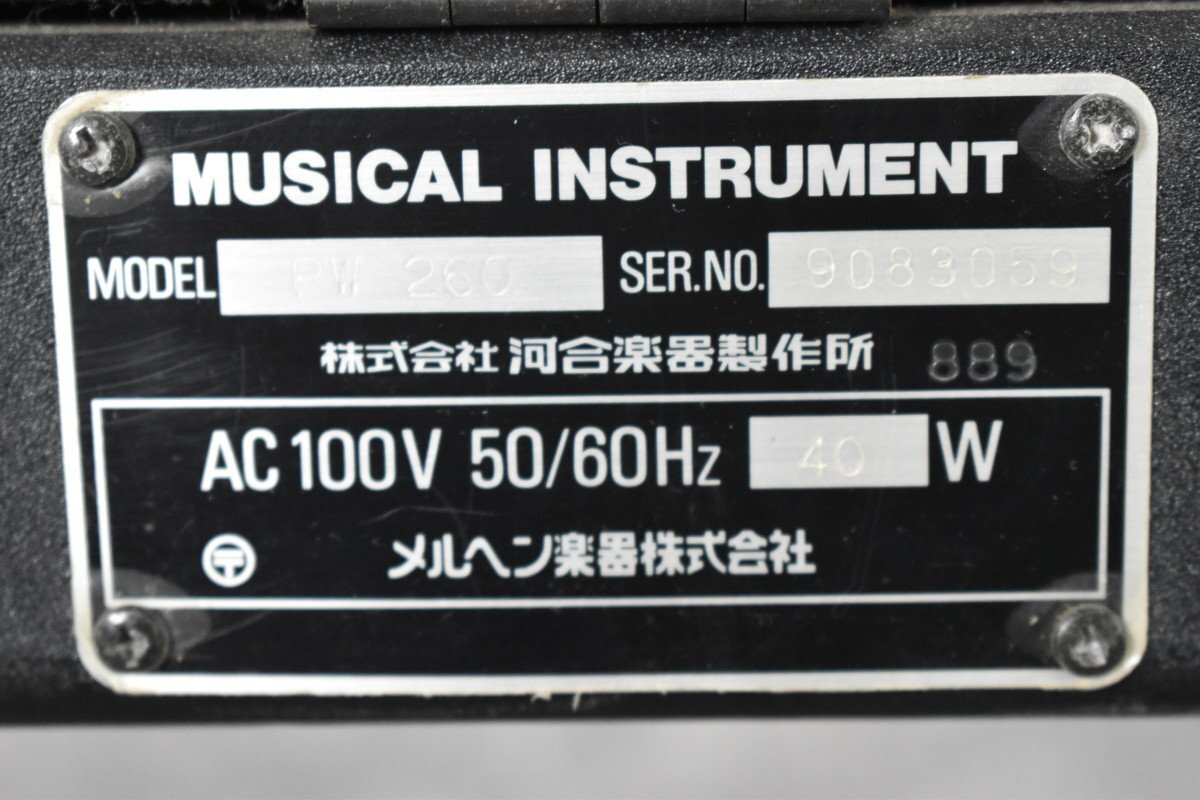 MUSICAL INSTRUMENT
MODEL PW 260 SER.NO. 9083059
株式会社 河合楽器製作所 889
AC 100V 50/60Hz 40 W
〶 メルヘン楽器株式会社